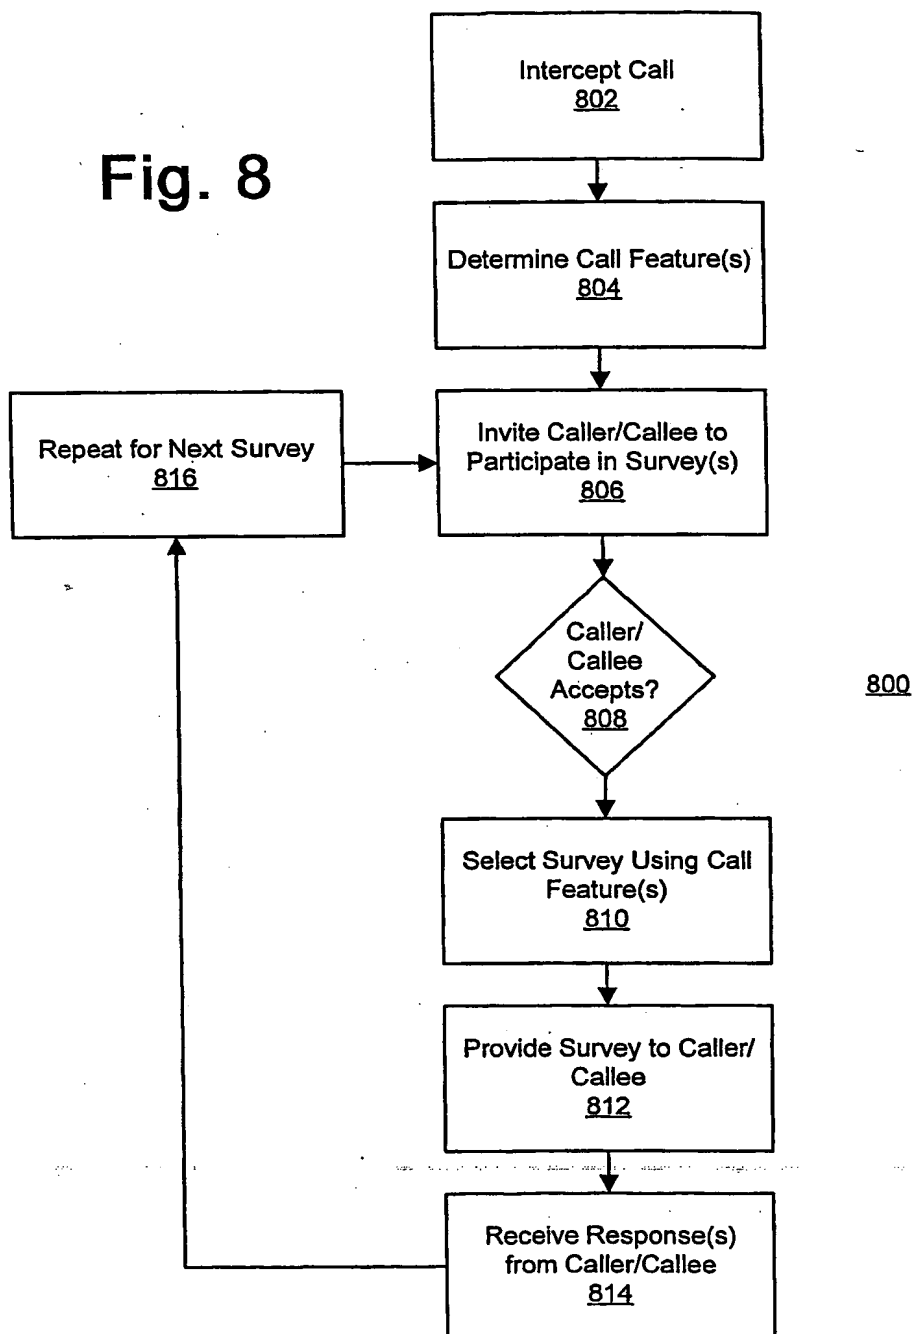 Fig. 8
Intercept Call
802
Determine Call Feature(s)
804
Invite Caller/Callee to
Participate in Survey(s)
806
Repeat for Next Survey
816
Caller/
Callee
Accepts?
808
800
Select Survey Using Call
Feature(s)
810
Provide Survey to Caller/
Callee
812
Receive Response(s)
from Caller/Callee
814